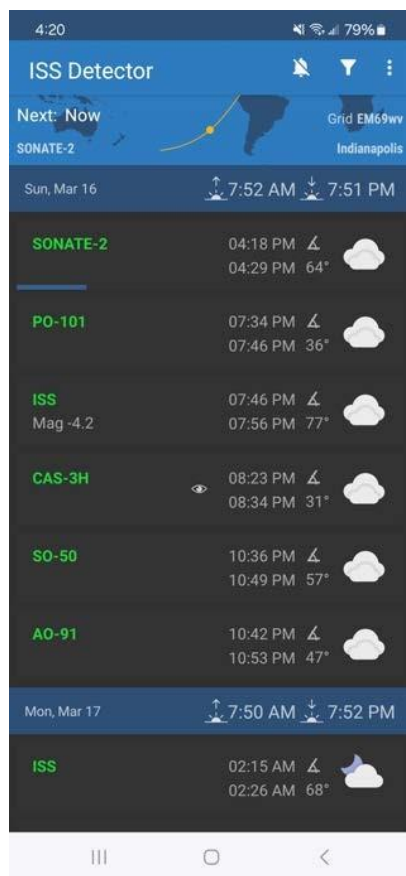 4:20 79%
ISS Detector
Next: Now Grid EM69wv
SONATE-2 Indianapolis
Sun, Mar 16 7:52 AM 7:51 PM
SONATE-2 04:18 PM
04:29 PM 64°
PO-101 07:34 PM
07:46 PM 36°
ISS 07:46 PM
Mag -4.2 07:56 PM 77°
CAS-3H 08:23 PM
08:34 PM 31°
SO-50 10:36 PM
10:49 PM 57°
AO-91 10:42 PM
10:53 PM 47°
Mon, Mar 17 7:50 AM 7:52 PM
ISS 02:15 AM
02:26 AM 68°